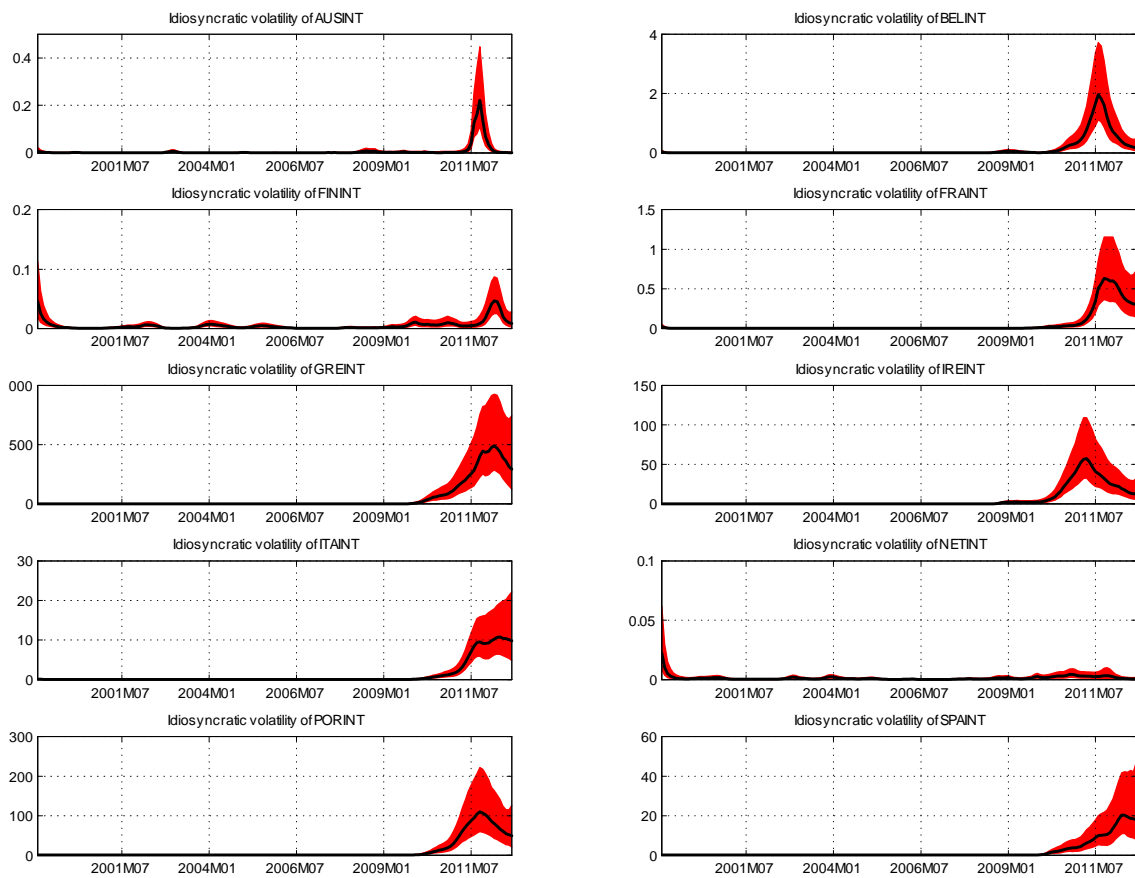 Idiosyncratic volatility of AUSINT
0.4
0.2
0
2001M07 2004M01 2006M07 2009M01 2011M07
Idiosyncratic volatility of BELINT
4
2
0
2001M07 2004M01 2006M07 2009M01 2011M07
Idiosyncratic volatility of FININT
0.2
0.1
0
2001M07 2004M01 2006M07 2009M01 2011M07
Idiosyncratic volatility of FRAINT
1.5
1
0.5
0
2001M07 2004M01 2006M07 2009M01 2011M07
Idiosyncratic volatility of GREINT
000
500
0
2001M07 2004M01 2006M07 2009M01 2011M07
Idiosyncratic volatility of IREINT
150
100
50
0
2001M07 2004M01 2006M07 2009M01 2011M07
Idiosyncratic volatility of ITAINT
30
20
10
0
2001M07 2004M01 2006M07 2009M01 2011M07
Idiosyncratic volatility of NETINT
0.1
0.05
0
2001M07 2004M01 2006M07 2009M01 2011M07
Idiosyncratic volatility of PORINT
300
200
100
0
2001M07 2004M01 2006M07 2009M01 2011M07
Idiosyncratic volatility of SPAINT
60
40
20
0
2001M07 2004M01 2006M07 2009M01 2011M07